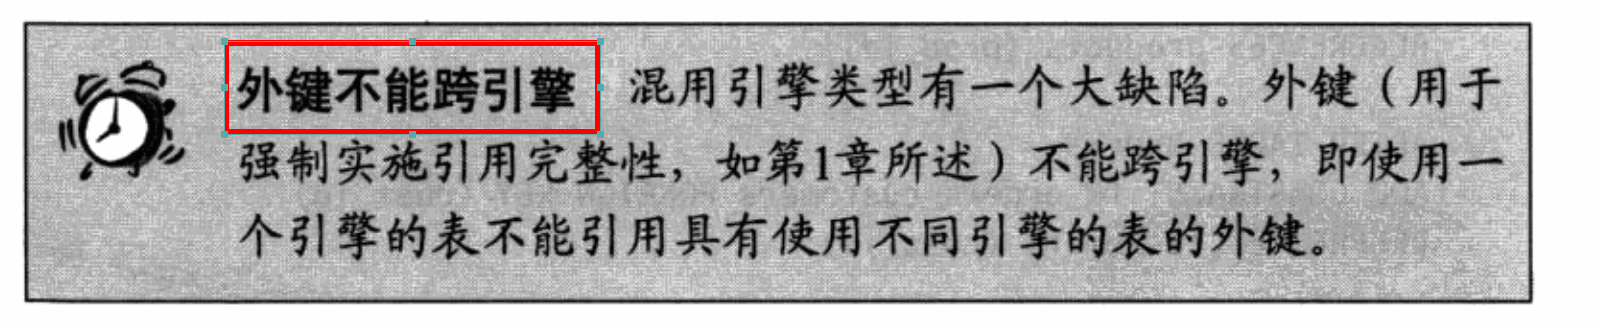 外键不能跨引擎 混用引擎类型有一个大缺陷。外键（用于
强制实施引用完整性，如第1章所述）不能跨引擎，即使用一
个引擎的表不能引用具有使用不同引擎的表的外键。